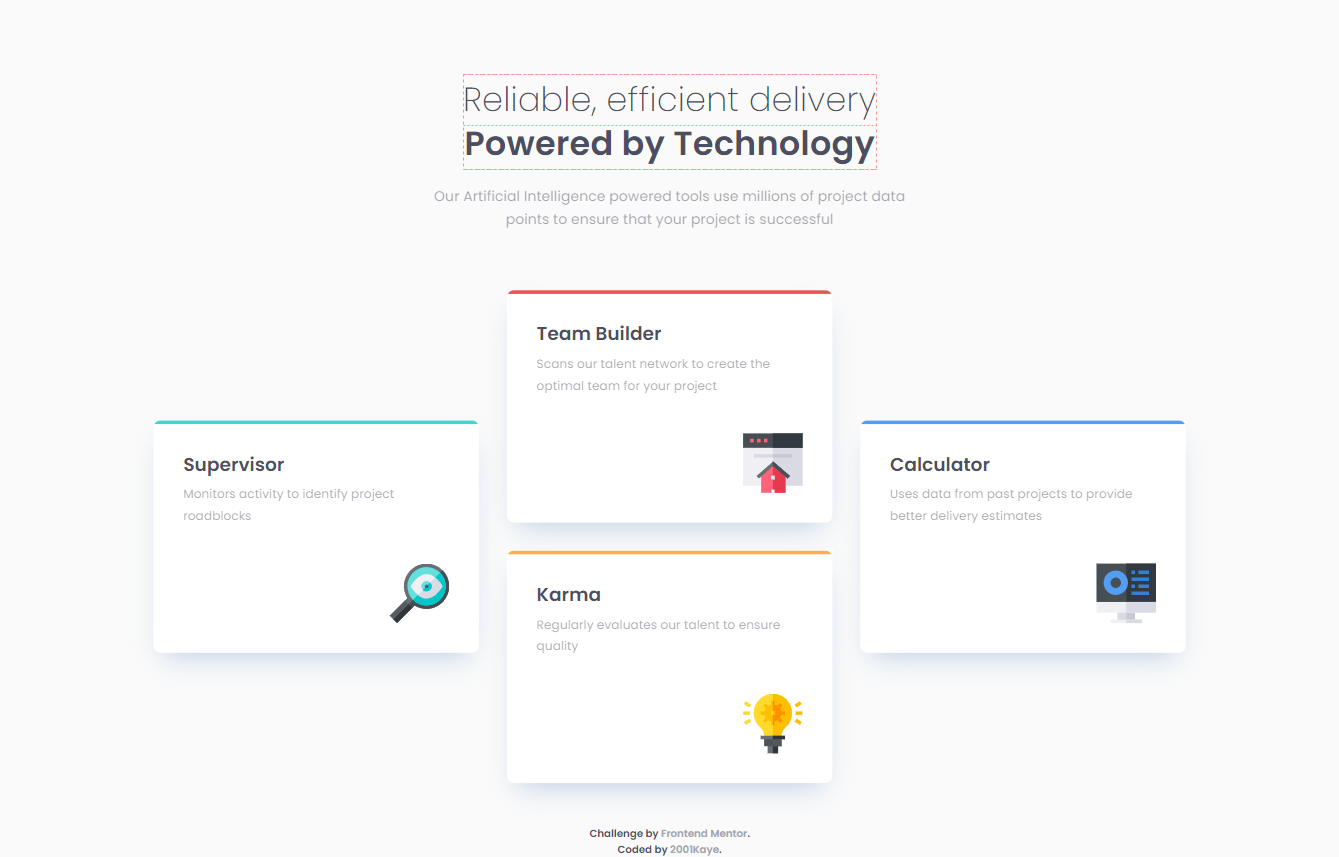 Reliable, efficient delivery
Powered by Technology
Our Artificial Intelligence powered tools use millions of project data
points to ensure that your project is successful
Team Builder
Scans our talent network to create the
optimal team for your project
Supervisor
Monitors activity to identify project
roadblocks
Calculator
Uses data from past projects to provide
better delivery estimates
Karma
Regularly evaluates our talent to ensure
quality
Challenge by Frontend Mentor.
Coded by 2001Kaye.